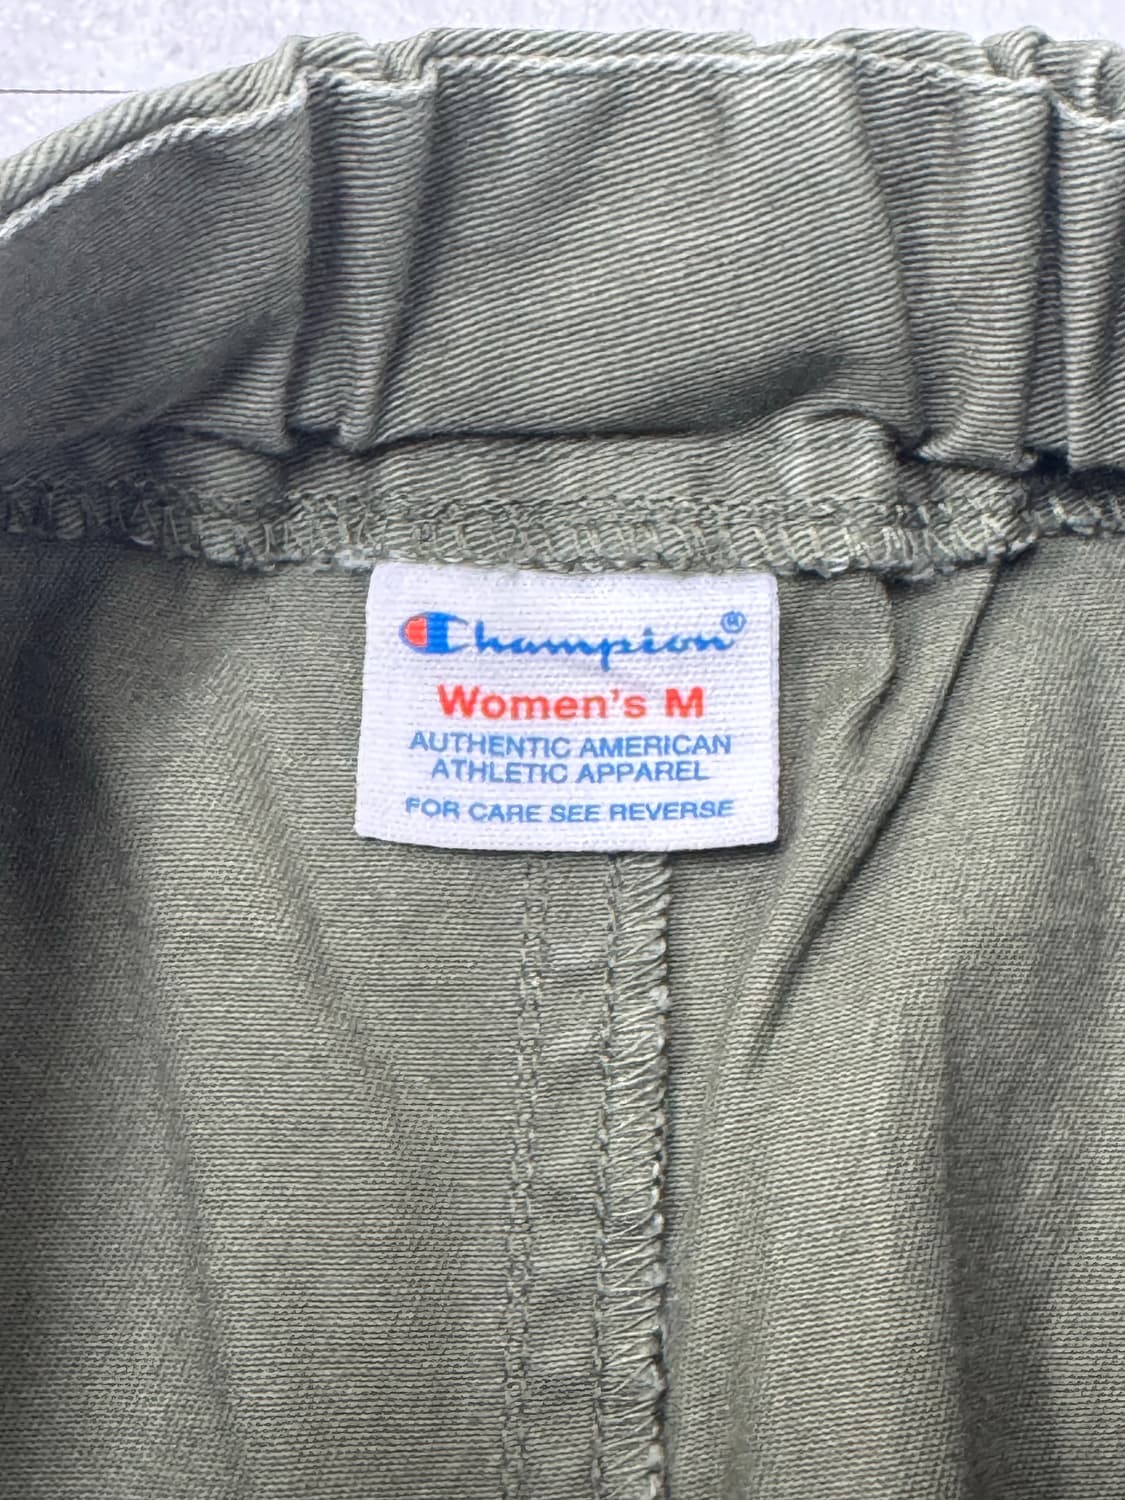 Champion®
Women's M
AUTHENTIC AMERICAN
ATHLETIC APPAREL
FOR CARE SEE REVERSE